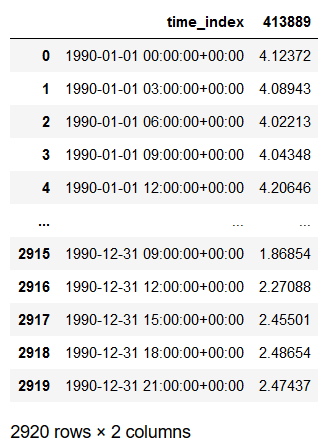 time_index 413889
0 1990-01-01 00:00:00+00:00 4.12372
1 1990-01-01 03:00:00+00:00 4.08943
2 1990-01-01 06:00:00+00:00 4.02213
3 1990-01-01 09:00:00+00:00 4.04348
4 1990-01-01 12:00:00+00:00 4.20646
... ... ...
2915 1990-12-31 09:00:00+00:00 1.86854
2916 1990-12-31 12:00:00+00:00 2.27088
2917 1990-12-31 15:00:00+00:00 2.45501
2918 1990-12-31 18:00:00+00:00 2.48654
2919 1990-12-31 21:00:00+00:00 2.47437
2920 rows × 2 columns